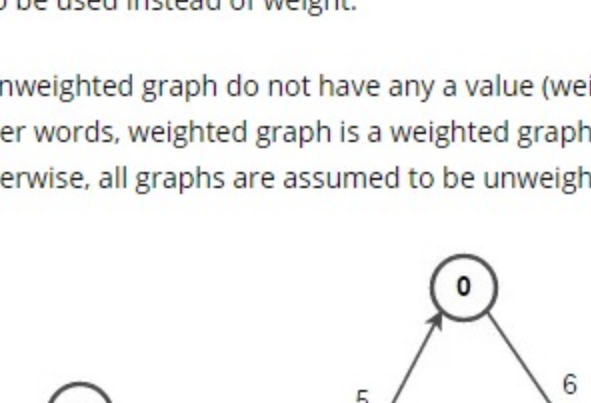 o be used instead of weight.
nweighted graph do not have any a value (wei
er words, weighted graph is a weighted graph
erwise, all graphs are assumed to be unweigh
0
5
6